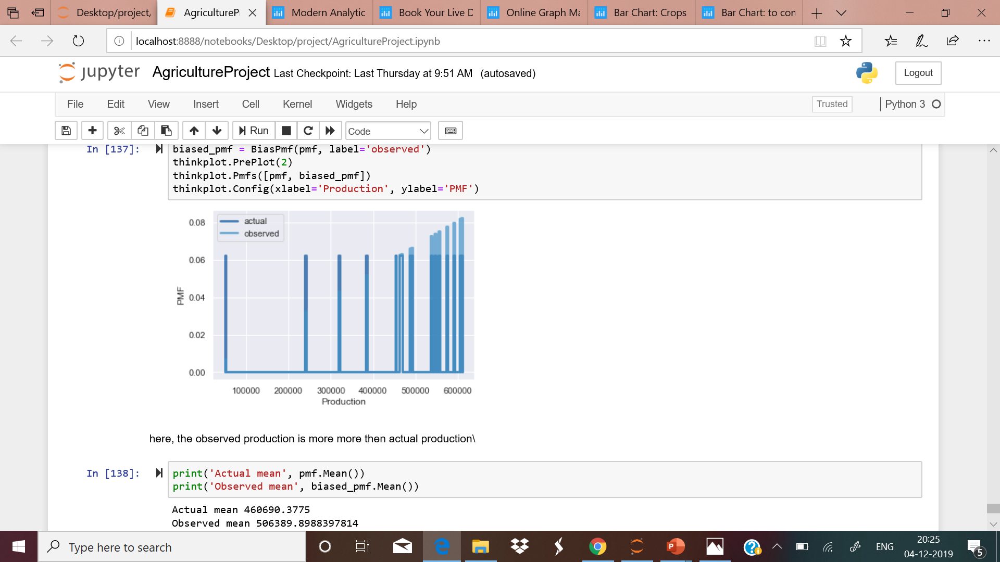 Desktop/project/
AgricultureP
Modern Analytic
Book Your Live D
Online Graph Ma
Bar Chart: Crops
Bar Chart: to con
localhost:8888/notebooks/Desktop/project/AgricultureProject.ipynb
jupyter AgricultureProject Last Checkpoint: Last Thursday at 9:51 AM (autosaved)
Logout
File Edit View Insert Cell Kernel Widgets Help
Trusted
Python 3
Run
Code
In [137]:
biased_pmf = BiasPmf(pmf, label='observed')
thinkplot.PrePlot(2)
thinkplot.Pmfs([pmf, biased_pmf])
thinkplot.Config(xlabel='Production', ylabel='PMF')
actual
observed
0.08
0.06
0.04
0.02
0.00
PMF
100000 200000 300000 400000 500000 600000
Production
here, the observed production is more more then actual production\
In [138]:
print('Actual mean', pmf.Mean())
print('Observed mean', biased_pmf.Mean())
Actual mean 460690.3775
Observed mean 506389.8988397814
Type here to search
ENG
20:25
04-12-2019
5